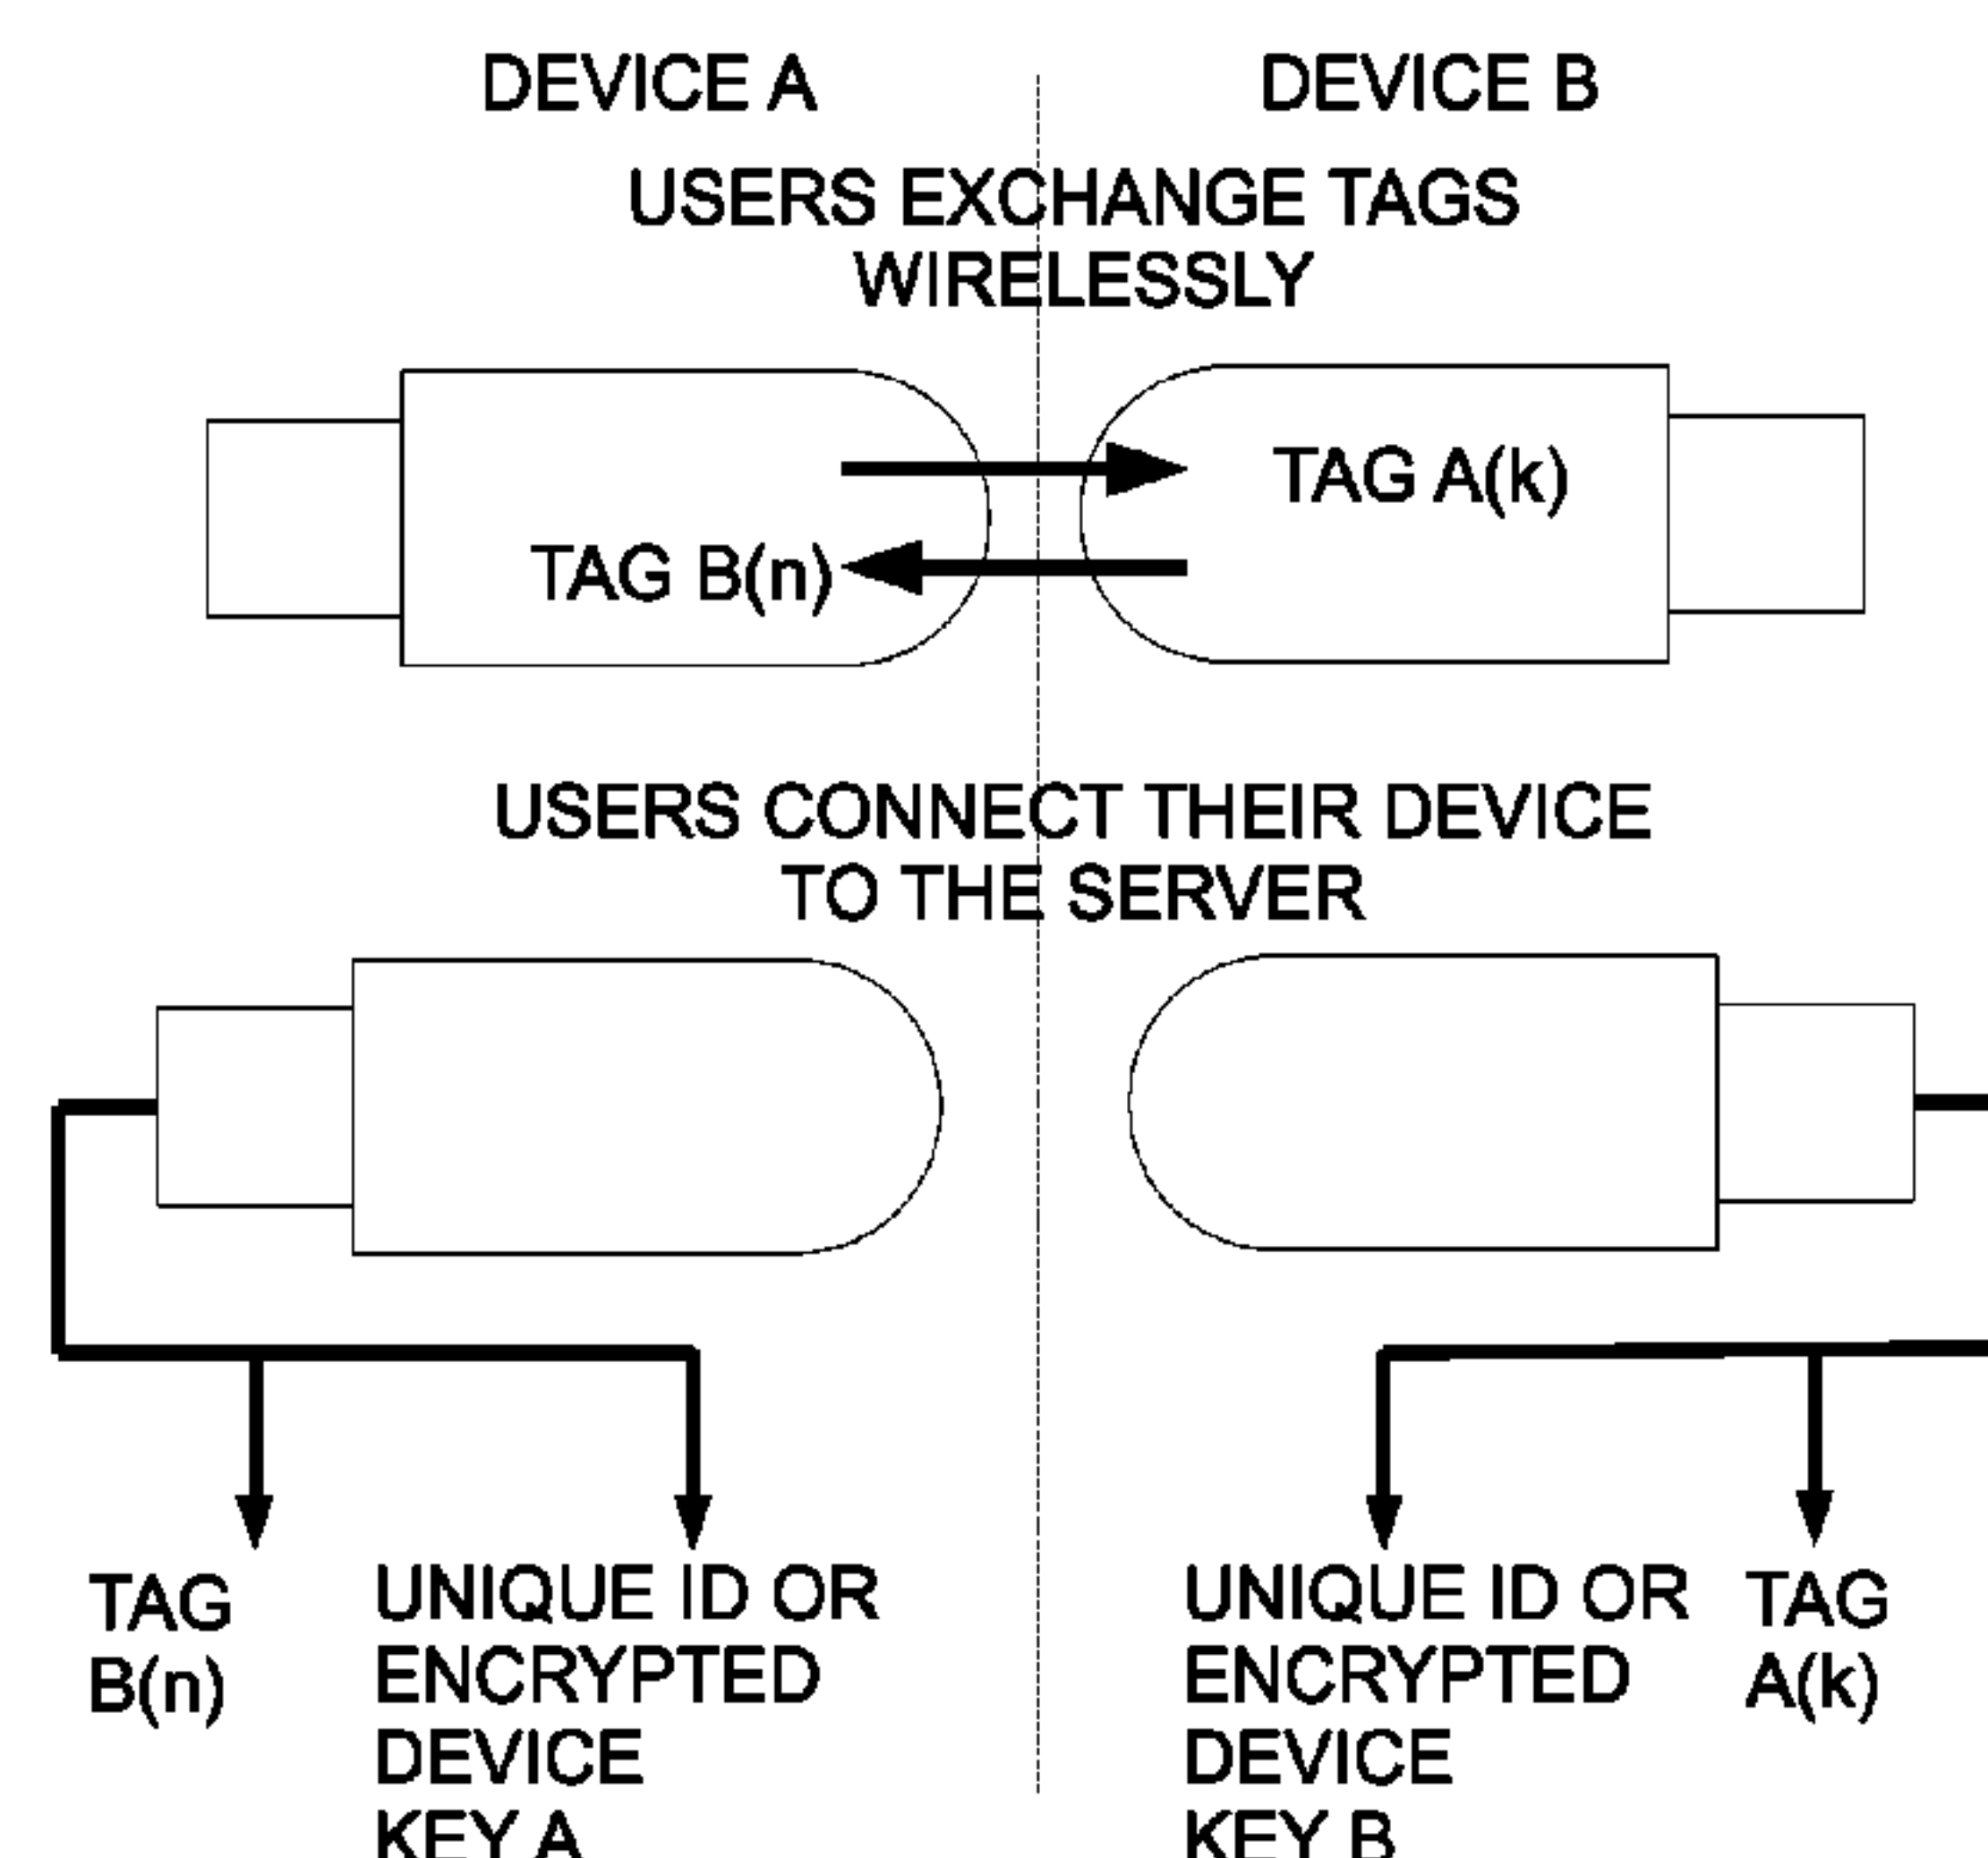 DEVICE A
DEVICE B
USERS EXCHANGE TAGS
WIRELESSLY
TAG A(k)
TAG B(n)
USERS CONNECT THEIR DEVICE
TO THE SERVER
TAG
B(n)
UNIQUE ID OR
ENCRYPTED
DEVICE
KEY A
UNIQUE ID OR
ENCRYPTED
DEVICE
KEY B
TAG
A(k)